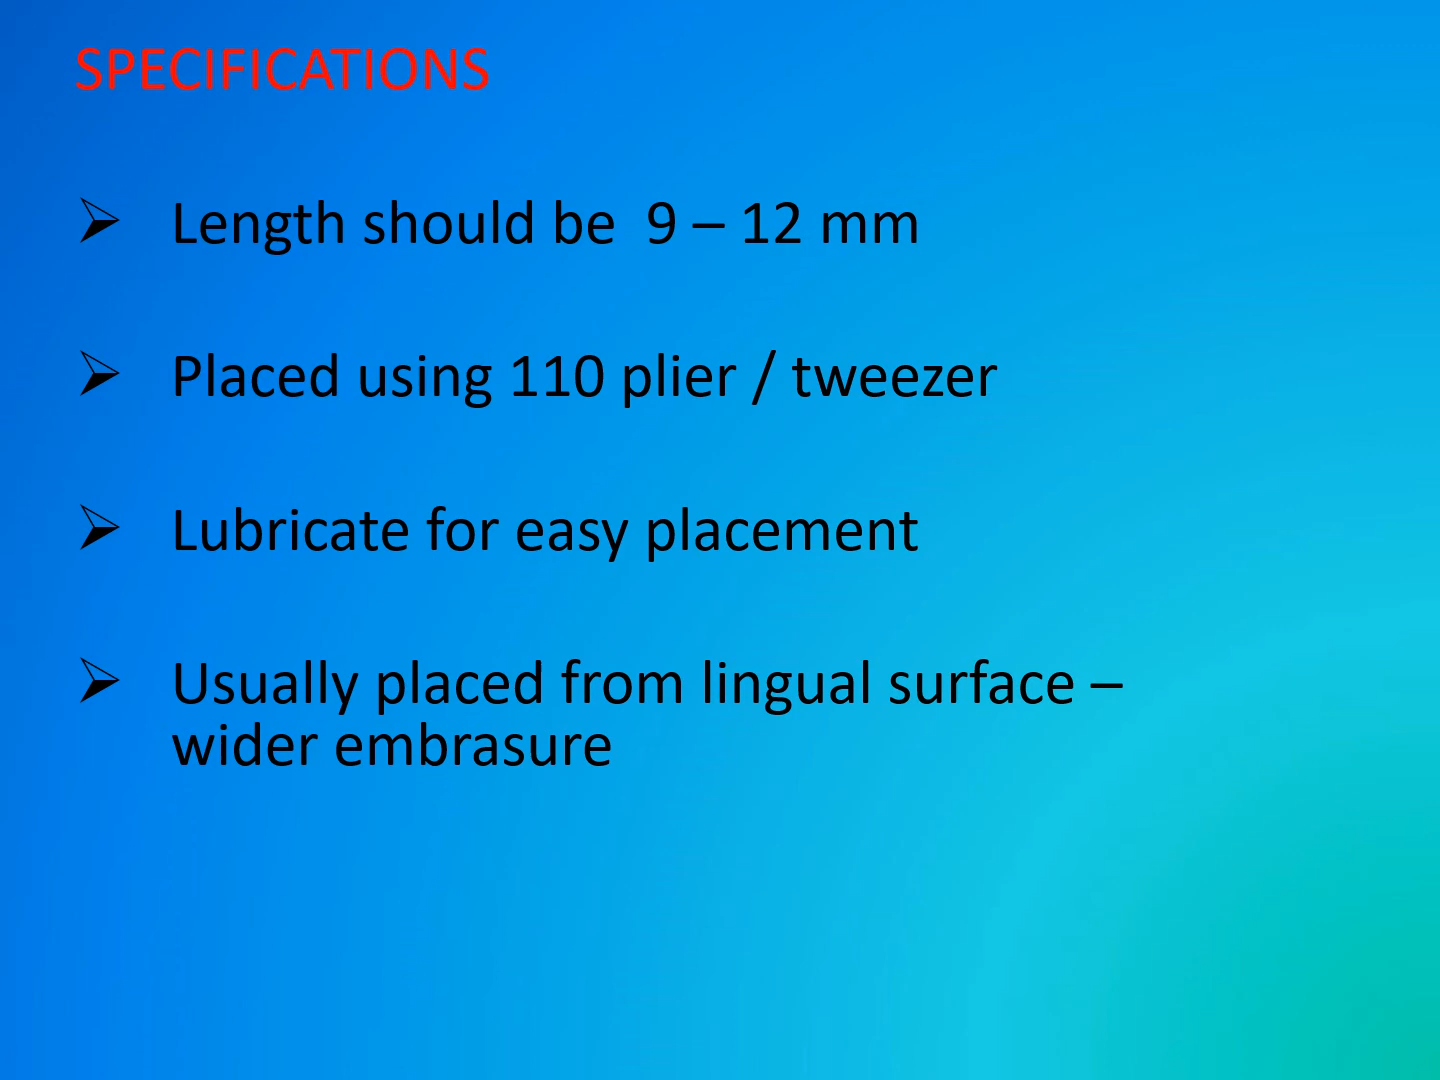 SPECIFICATIONS
➢ Length should be  9 – 12 mm
➢ Placed using 110 plier / tweezer
➢ Lubricate for easy placement
➢ Usually placed from lingual surface –
wider embrasure